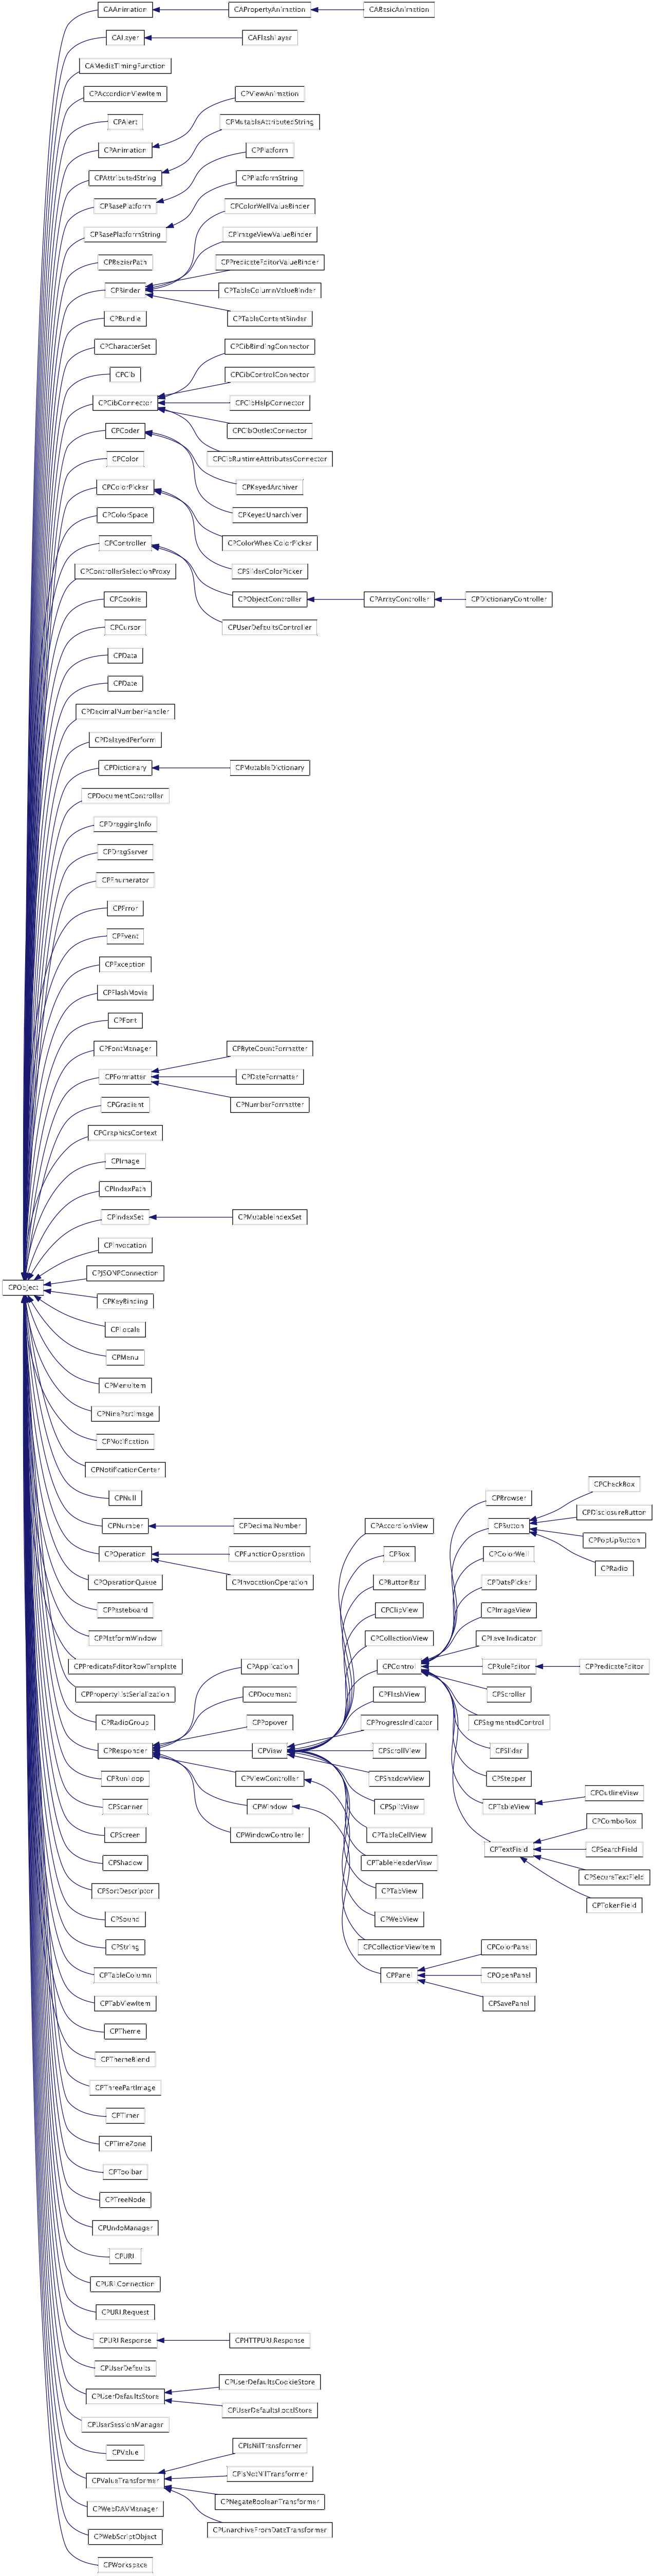 CAAnimation
CAPropertyAnimation
CABasicAnimation
CALayer
CAFlashLayer
CAMediaTimingFunction
CPAccordionViewItem
CPViewAnimation
CPAlert
CPMutableAttributedString
CPAnimation
CPPlatform
CPAttributedString
CPPlatformString
CPBasePlatform
CPColorWellValueBinder
CPBasePlatformString
CPImageViewValueBinder
CPBezierPath
CPPredicateEditorValueBinder
CPBinder
CPTableColumnValueBinder
CPBundle
CPTableContentBinder
CPCharacterSet
CPCibBindingConnector
CPCib
CPCibControlConnector
CPCibConnector
CPCibHelpConnector
CPCoder
CPCibOutletConnector
CPColor
CPCibRuntimeAttributesConnector
CPColorPicker
CPKeyedArchiver
CPColorSpace
CPKeyedUnarchiver
CPController
CPColorWheelColorPicker
CPControllerSelectionProxy
CPSliderColorPicker
CPCookie
CPObjectController
CPArrayController
CPDictionaryController
CPCursor
CPUserDefaultsController
CPData
CPDate
CPDecimalNumberHandler
CPDelayedPerform
CPDictionary
CPMutableDictionary
CPDocumentController
CPDraggingInfo
CPDragServer
CPEnumerator
CPError
CPEvent
CPException
CPFlashMovie
CPFont
CPFontManager
CPByteCountFormatter
CPFormatter
CPDateFormatter
CPGradient
CPNumberFormatter
CPGraphicsContext
CPImage
CPIndexPath
CPIndexSet
CPMutableIndexSet
CPInvocation
CPJSONPConnection
CPObject
CPKeyBinding
CPLocale
CPMenu
CPMenuItem
CPNinePartImage
CPNotification
CPNotificationCenter
CPCheckBox
CPNull
CPBrowser
CPDisclosureButton
CPNumber
CPDecimalNumber
CPAccordionView
CPButton
CPPopUpButton
CPOperation
CPFunctionOperation
CPBox
CPColorWell
CPRadio
CPOperationQueue
CPInvocationOperation
CPButtonBar
CPDatePicker
CPPasteboard
CPClipView
CPImageView
CPPlatformWindow
CPCollectionView
CPLevelIndicator
CPPredicateEditorRowTemplate
CPApplication
CPControl
CPRuleEditor
CPPredicateEditor
CPPropertyListSerialization
CPDocument
CPFlashView
CPScroller
CPRadioGroup
CPPopover
CPProgressIndicator
CPSegmentedControl
CPResponder
CPView
CPScrollView
CPSlider
CPRunLoop
CPViewController
CPShadowView
CPStepper
CPScanner
CPWindow
CPSplitView
CPTableView
CPOutlineView
CPScreen
CPWindowController
CPTableCellView
CPComboBox
CPShadow
CPTableHeaderView
CPTextField
CPSearchField
CPSortDescriptor
CPTabView
CPSecureTextField
CPSound
CPWebView
CPTokenField
CPString
CPCollectionViewItem
CPColorPanel
CPTableColumn
CPPanel
CPOpenPanel
CPTabViewItem
CPSavePanel
CPTheme
CPThemeBlend
CPThreePartImage
CPTimer
CPTimeZone
CPToolbar
CPTreeNode
CPUndoManager
CPURL
CPURLConnection
CPURLRequest
CPURLResponse
CPHTTPURLResponse
CPUserDefaults
CPUserDefaultsCookieStore
CPUserDefaultsStore
CPUserDefaultsLocalStore
CPUserSessionManager
CPValue
CPIsNilTransformer
CPValueTransformer
CPIsNotNilTransformer
CPWebDAVManager
CPNegateBooleanTransformer
CPWebScriptObject
CPUnarchiveFromDataTransformer
CPWorkspace